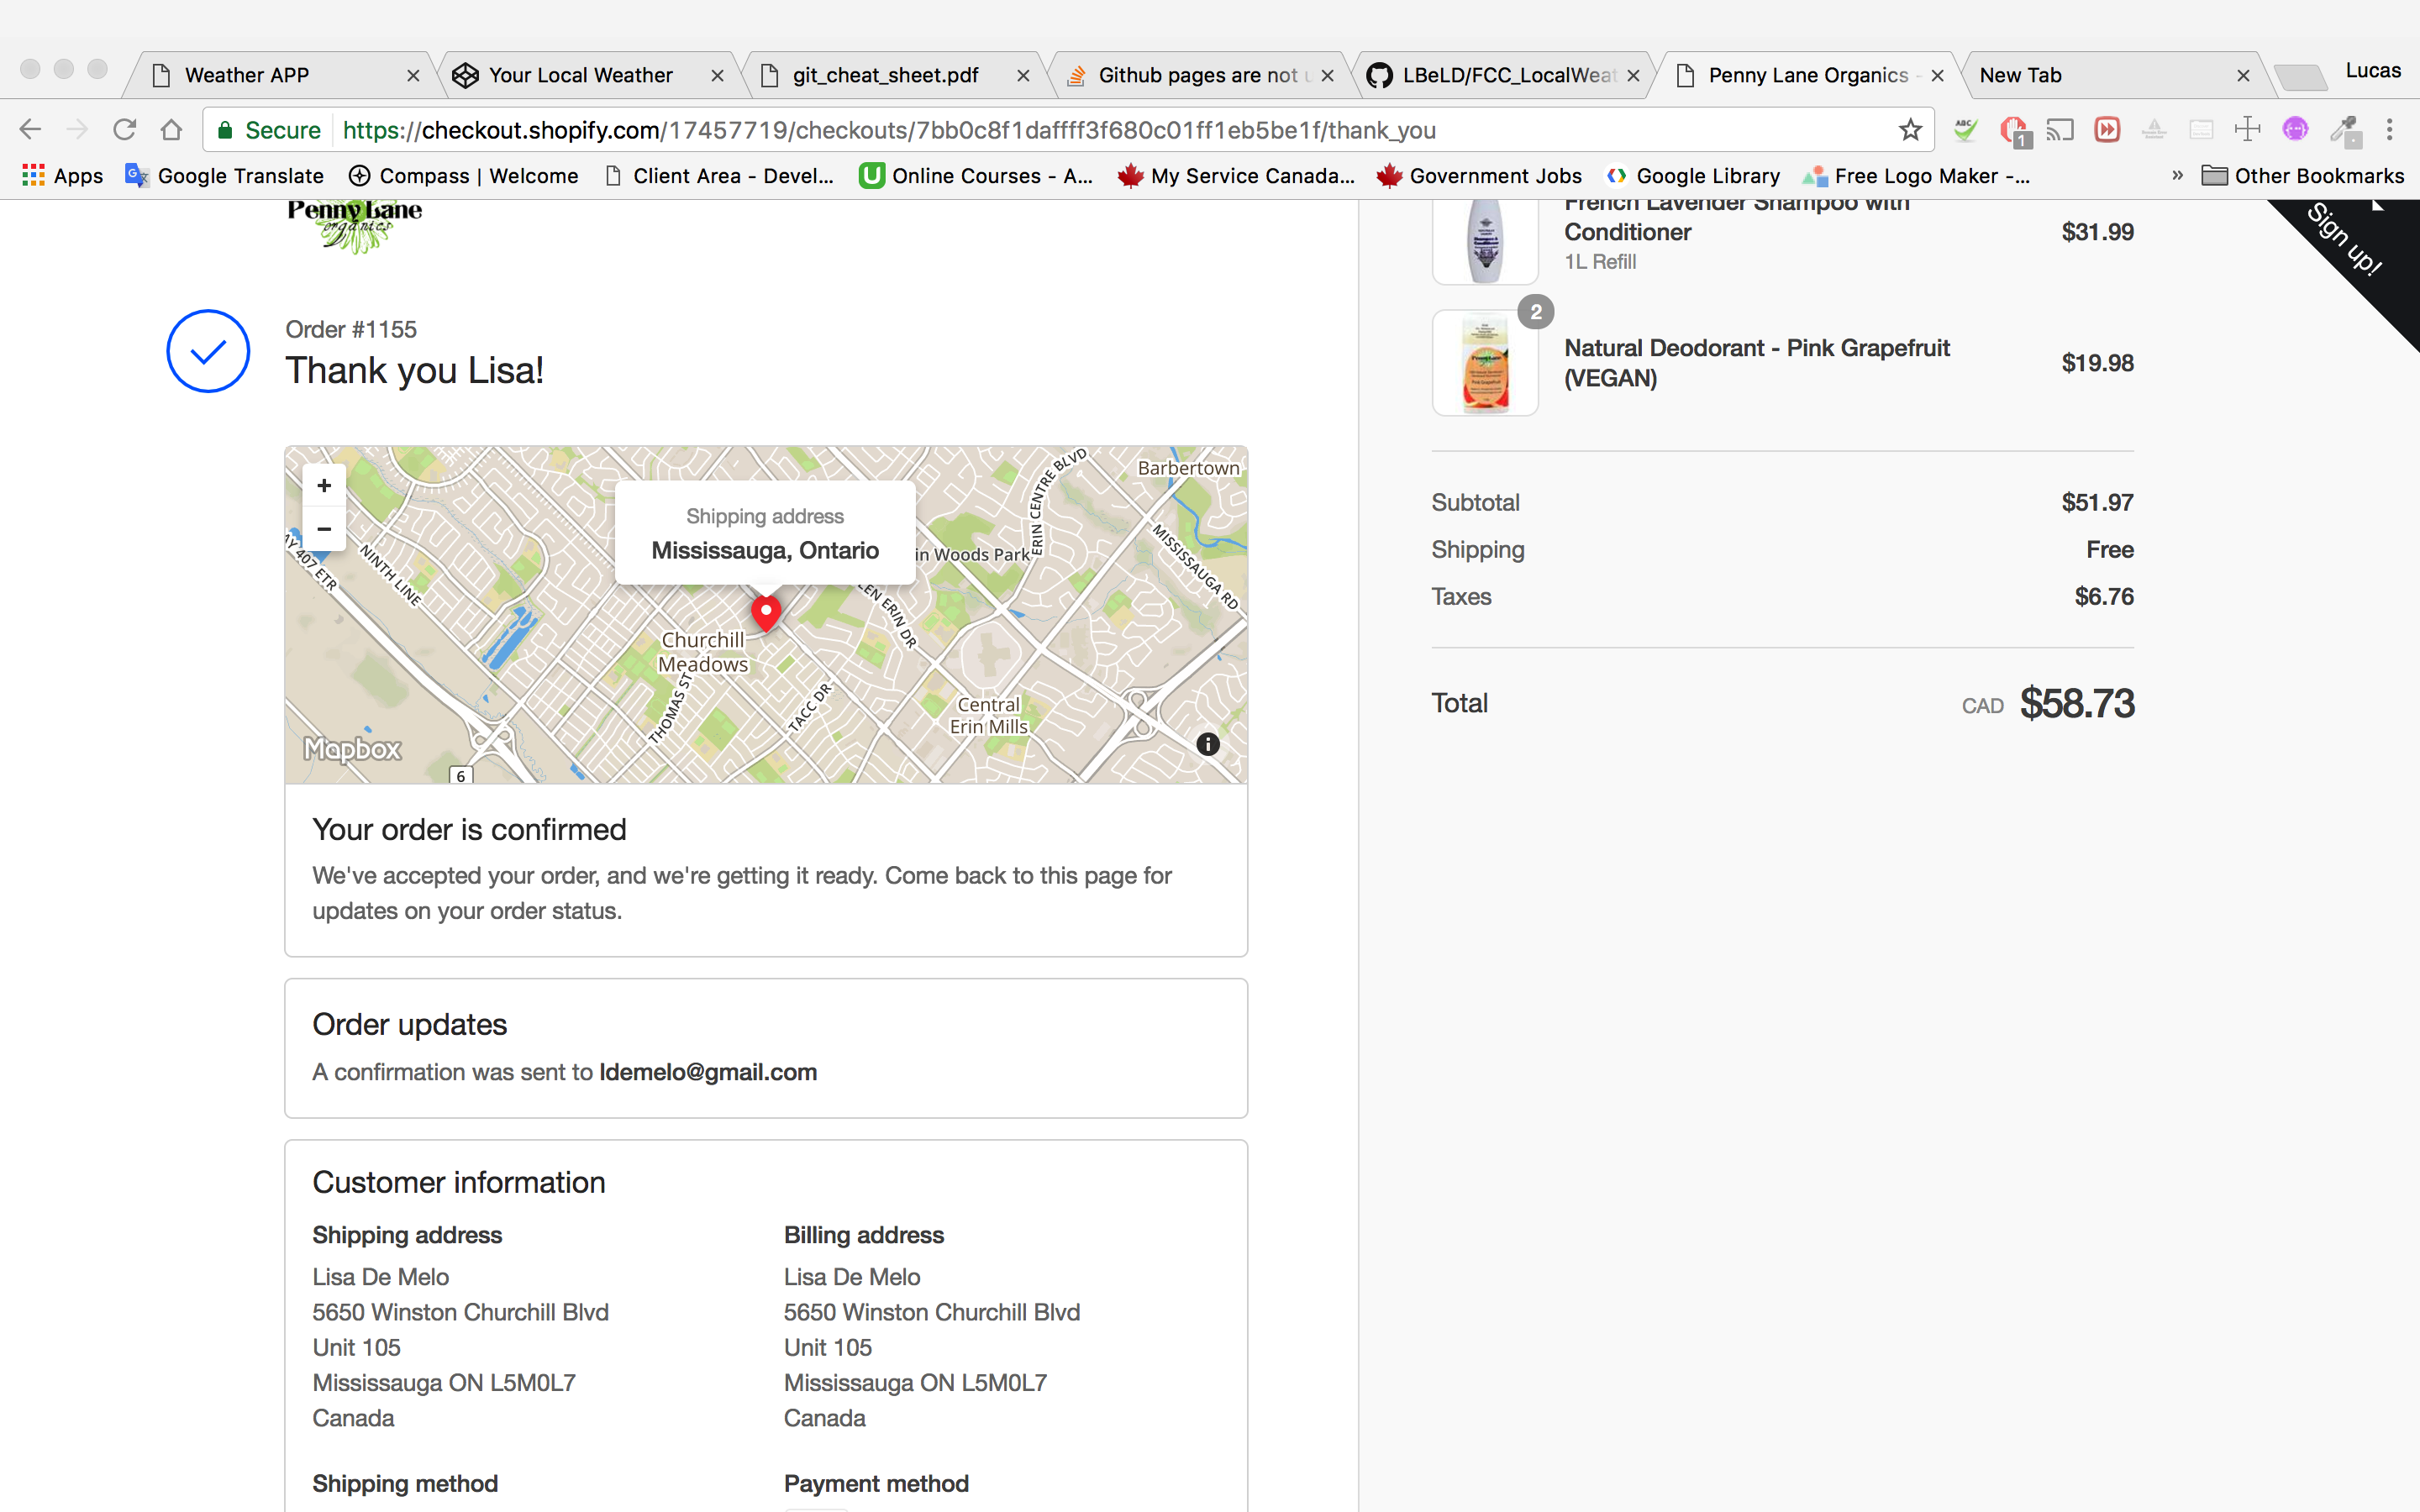 Weather APP
Your Local Weather
git_cheat_sheet.pdf
Github pages are not u
LBeLD/FCC_LocalWeat
Penny Lane Organics -
New Tab
Lucas
Secure
https://checkout.shopify.com/17457719/checkouts/7bb0c8f1daffff3f680c01ff1eb5be1f/thank_you
ABC
1
Apps
Google Translate
Compass | Welcome
Client Area - Devel...
Online Courses - A...
My Service Canada...
Government Jobs
Google Library
Free Logo Maker -...
»
Other Bookmarks
Penny Lane
organics
Order #1155
Thank you Lisa!
+
−
Shipping address
Mississauga, Ontario
Barbertown
ERIN CENTRE BLVD
in Woods Park
MISSISSAUGA RD
AY 407 ETR
NINTH LINE
LEN ERIN DR
Churchill
Meadows
THOMAS ST
TACC DR
Central
Erin Mills
Mapbox
6
i
Your order is confirmed
We've accepted your order, and we're getting it ready. Come back to this page for
updates on your order status.
Order updates
A confirmation was sent to ldemelo@gmail.com
Customer information
Shipping address
Lisa De Melo
5650 Winston Churchill Blvd
Unit 105
Mississauga ON L5M0L7
Canada
Billing address
Lisa De Melo
5650 Winston Churchill Blvd
Unit 105
Mississauga ON L5M0L7
Canada
Shipping method
Payment method
French Lavender Shampoo with
Conditioner
1L Refill
$31.99
2
Natural Deodorant - Pink Grapefruit
(VEGAN)
$19.98
Subtotal
$51.97
Shipping
Free
Taxes
$6.76
Total
CAD $58.73
Sign up!